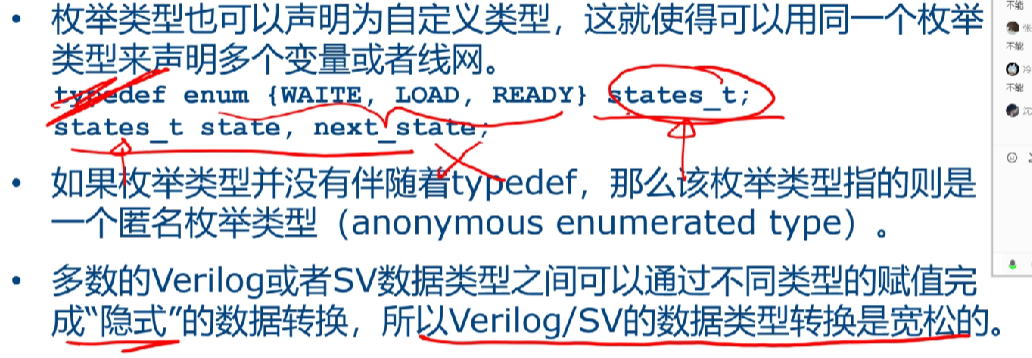 • 枚举类型也可以声明为自定义类型，这就使得可以用同一个枚举
类型来声明多个变量或者线网。
typedef enum {WAITE, LOAD, READY} states_t;
states_t state, next_state;
• 如果枚举类型并没有伴随着typedef，那么该枚举类型指的则是
一个匿名枚举类型（anonymous enumerated type）。
• 多数的Verilog或者SV数据类型之间可以通过不同类型的赋值完
成“隐式”的数据转换，所以Verilog/SV的数据类型转换是宽松的。
不能
张
不能
冷
不能
沈